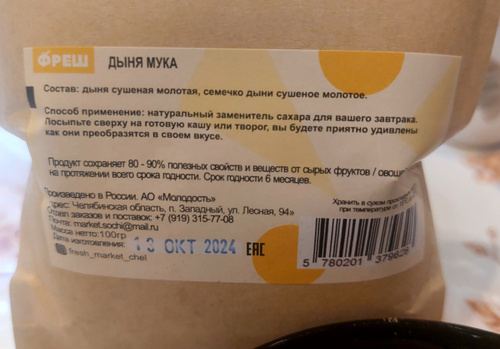 ФРЕШ ДЫНЯ МУКА
Состав: дыня сушеная молотая, семечко дыни сушеное молотое.
Способ применение: натуральный заменитель сахара для вашего завтрака.
Посыпьте сверху на готовую кашу или творог, вы будете приятно удивлены
как они преобразятся в своем вкусе.
Продукт сохраняет 80 - 90% полезных свойств и веществ от сырых фруктов /
на протяжении всего срока годности. Срок годности 6 месяцев.
Произведено в России. АО «Молодость»
Адрес: Челябинская область, п. Западный, ул. Лесная, 94»
Отдел заказов и поставок: +7 (919) 315-77-08
Почта: market.sochi@mail.ru
Масса нетто: 100гр
Дата изготовления: 13 ОКТ 2024 EAC
fresh_market_chel
Хранить в сухом
при температуре от
5 780201 379628